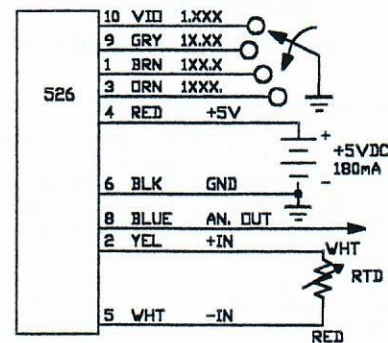 10 VIO 1.XXX
9 GRY 1X.XX
1 BRN 1XX.X
3 ORN 1XXX.
526
4 RED +5V
+
+5VDC
180mA
-
6 BLK GND
8 BLUE AN. OUT
2 YEL +IN
WHT
RTD
5 WHT -IN
RED